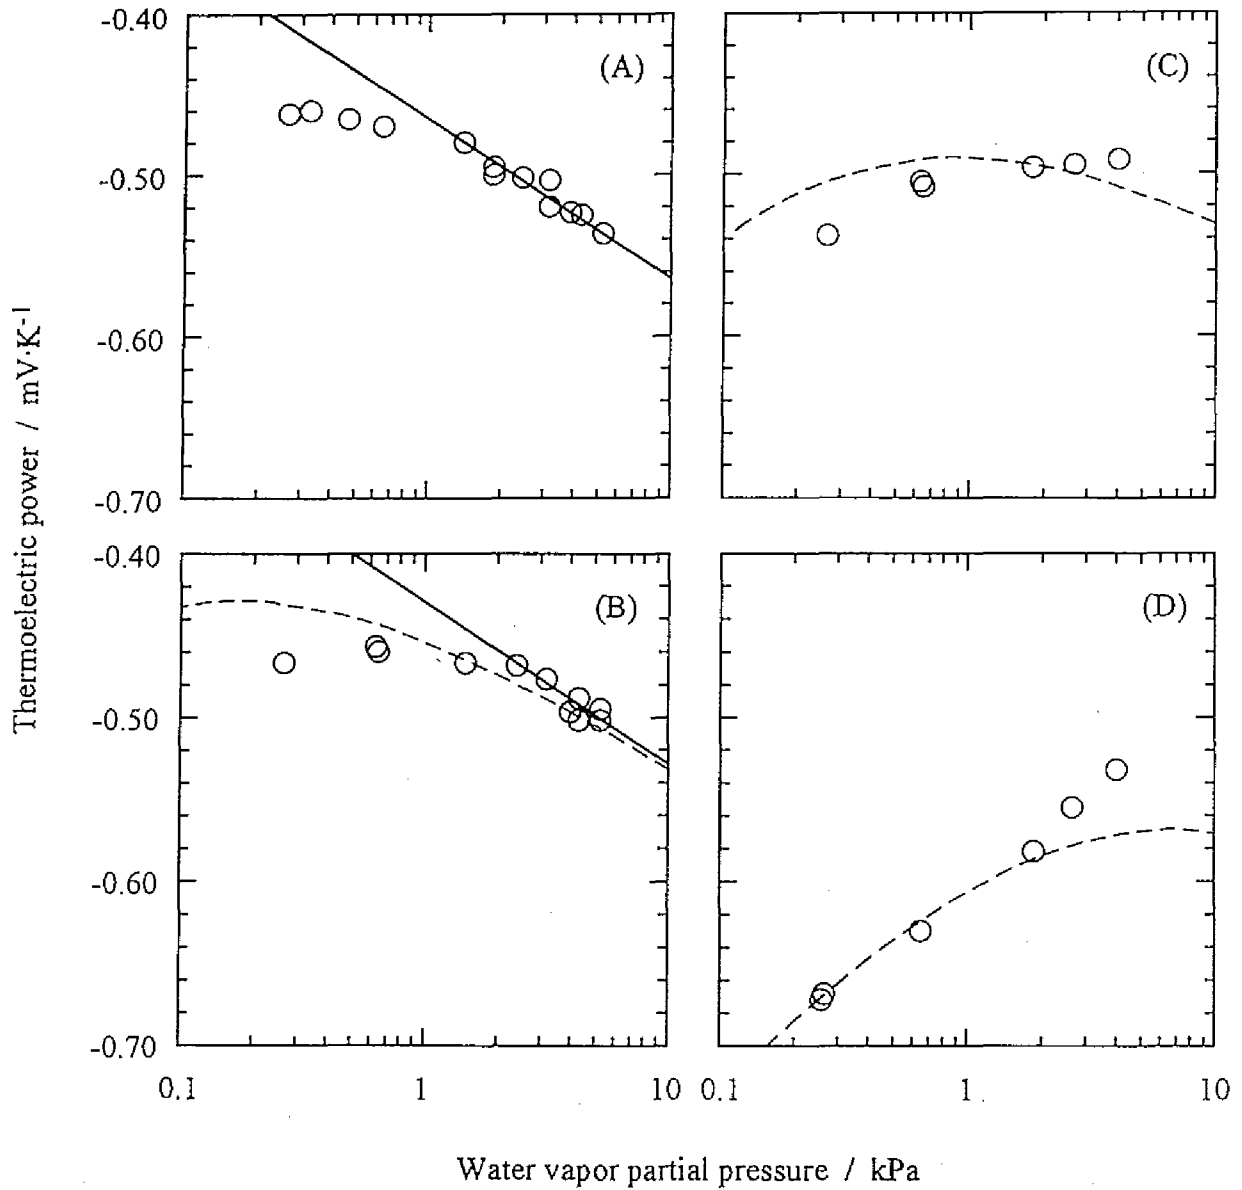 -0.40
-0.50
-0.60
-0.70
(A)
(C)
-0.40
-0.50
-0.60
-0.70
(B)
(D)
0.1 1 10 0.1 1 10
Thermoelectric power / mV·K⁻¹
Water vapor partial pressure / kPa